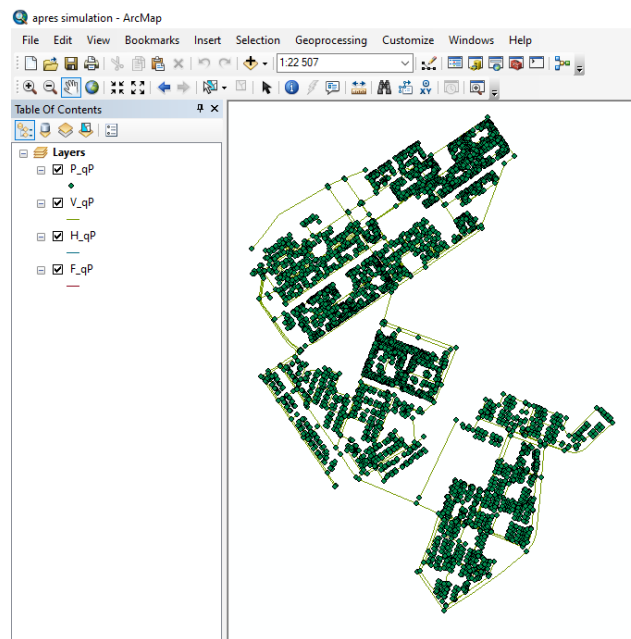 apres simulation - ArcMap
File Edit View Bookmarks Insert Selection Geoprocessing Customize Windows Help
1:22 507
Table Of Contents
Layers
P_qP
V_qP
H_qP
F_qP